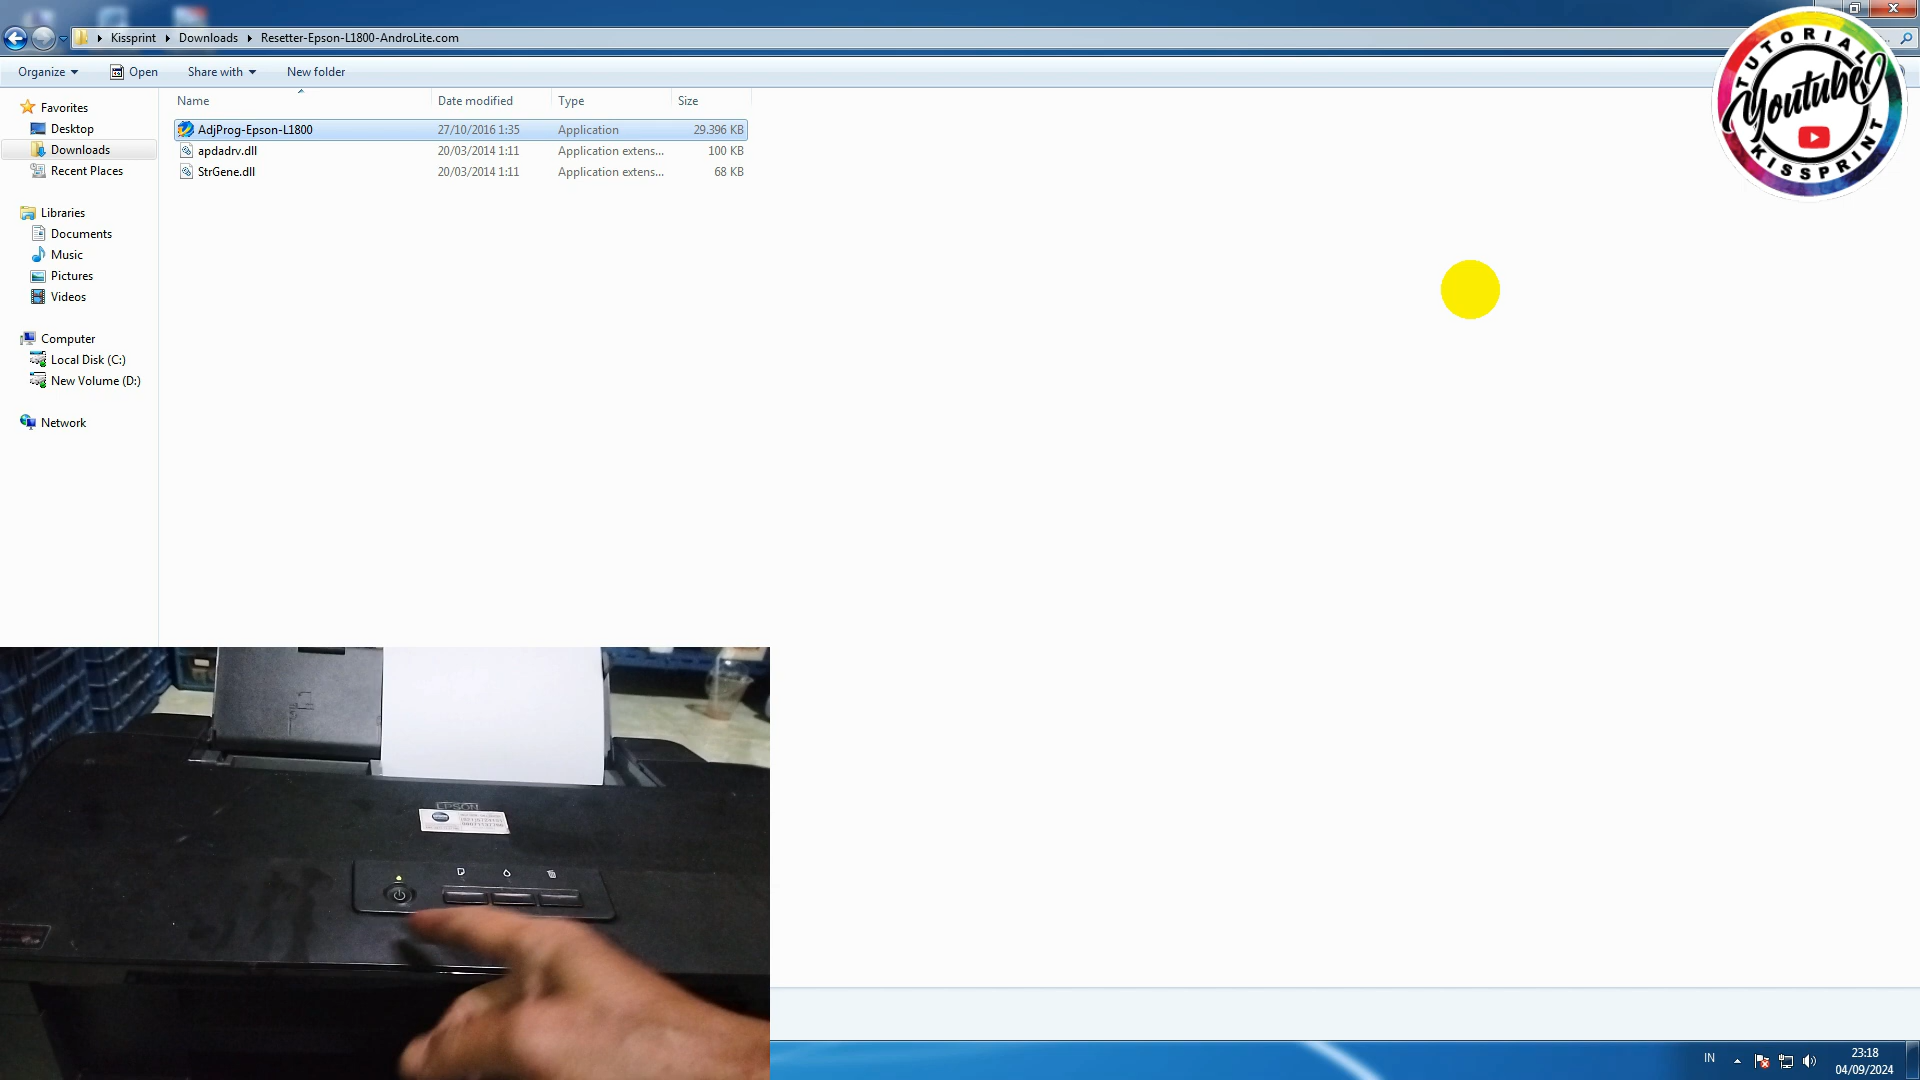 Kissprint Downloads Resetter-Epson-L1800-AndroLite.com
Organize Open Share with New folder
Name Date modified Type Size
AdjProg-Epson-L1800 27/10/2016 1:35 Application 29.396 KB
apdadrv.dll 20/03/2014 1:11 Application extens... 100 KB
StrGene.dll 20/03/2014 1:11 Application extens... 68 KB
Favorites
Desktop
Downloads
Recent Places
Libraries
Documents
Music
Pictures
Videos
Computer
Local Disk (C:)
New Volume (D:)
Network
TUTORIAL
Youtube
KISSPRINT
EPSON
IN
23:18
04/09/2024